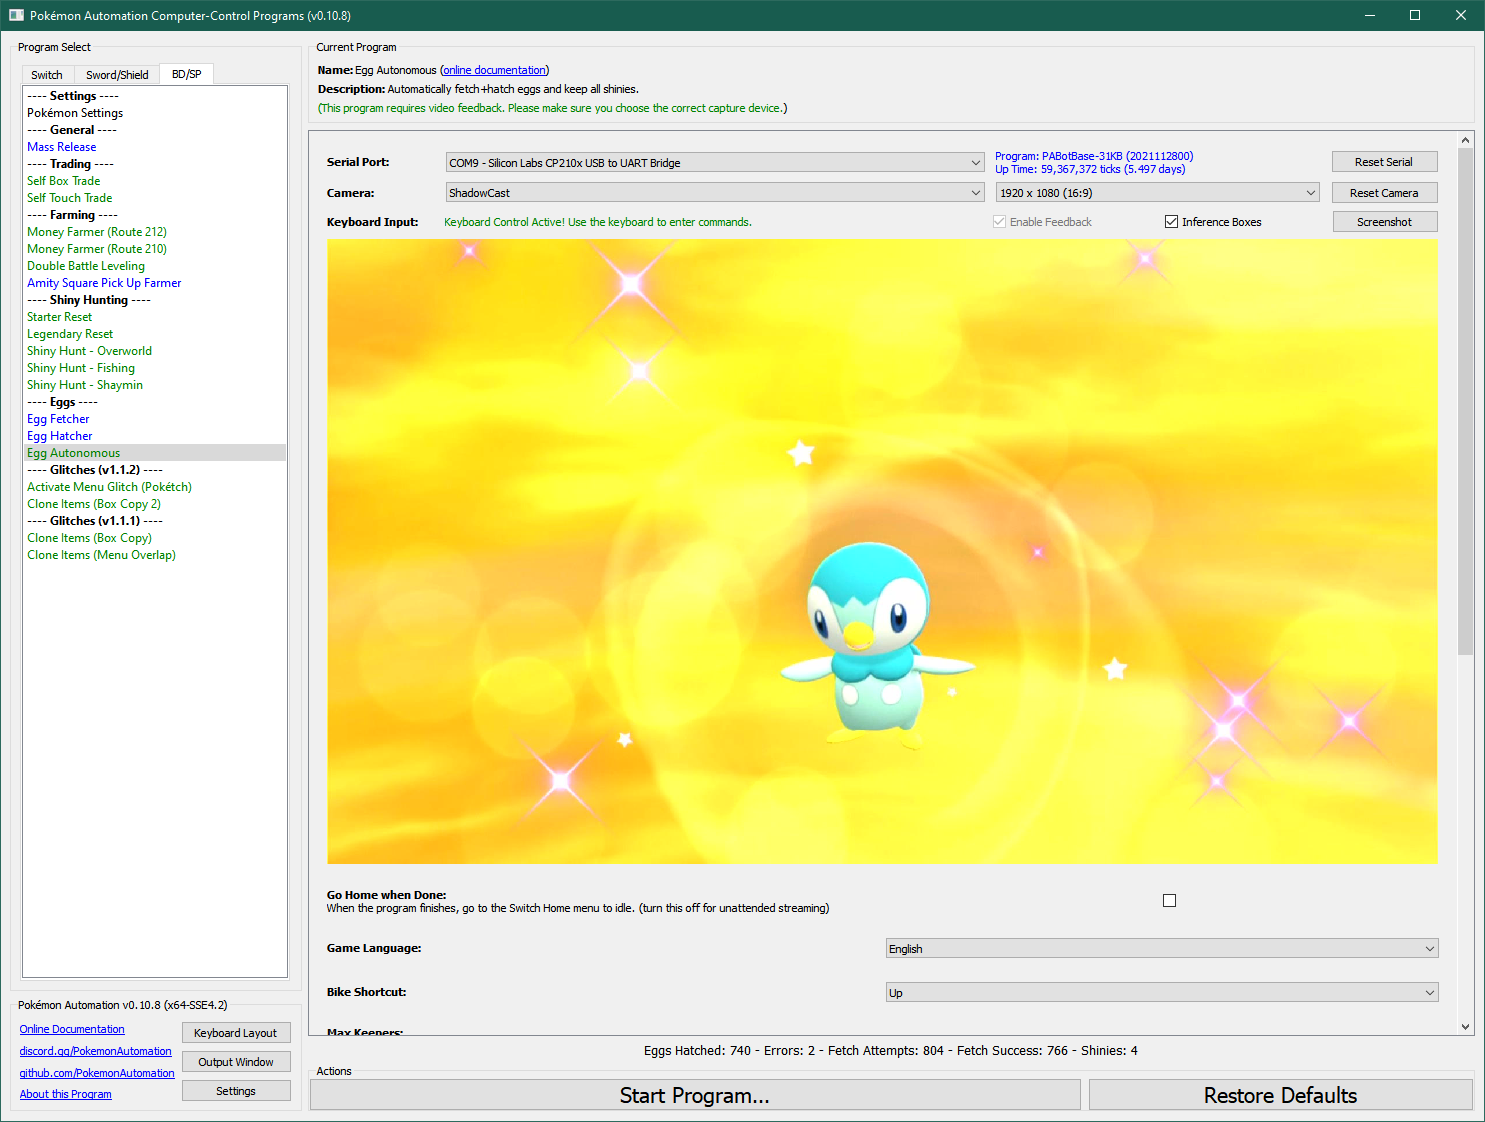 Pokémon Automation Computer-Control Programs (v0.10.8)
Program Select
Switch
Sword/Shield
BD/SP
---- Settings ----
Pokémon Settings
---- General ----
Mass Release
---- Trading ----
Self Box Trade
Self Touch Trade
---- Farming ----
Money Farmer (Route 212)
Money Farmer (Route 210)
Double Battle Leveling
Amity Square Pick Up Farmer
---- Shiny Hunting ----
Starter Reset
Legendary Reset
Shiny Hunt - Overworld
Shiny Hunt - Fishing
Shiny Hunt - Shaymin
---- Eggs ----
Egg Fetcher
Egg Hatcher
Egg Autonomous
---- Glitches (v1.1.2) ----
Activate Menu Glitch (Pokétch)
Clone Items (Box Copy 2)
---- Glitches (v1.1.1) ----
Clone Items (Box Copy)
Clone Items (Menu Overlap)
Pokémon Automation v0.10.8 (x64-SSE4.2)
Online Documentation
Keyboard Layout
discord.gg/PokemonAutomation
Output Window
github.com/PokemonAutomation
Settings
About this Program
Current Program
Name: Egg Autonomous (online documentation)
Description: Automatically fetch+hatch eggs and keep all shinies.
(This program requires video feedback. Please make sure you choose the correct capture device.)
Serial Port:
COM9 - Silicon Labs CP210x USB to UART Bridge
Program: PABotBase-31KB (2021112800)
Up Time: 59,367,372 ticks (5.497 days)
Reset Serial
Camera:
ShadowCast
1920 x 1080 (16:9)
Reset Camera
Keyboard Input:
Keyboard Control Active! Use the keyboard to enter commands.
Enable Feedback
Inference Boxes
Screenshot
Go Home when Done:
When the program finishes, go to the Switch Home menu to idle. (turn this off for unattended streaming)
Game Language:
English
Bike Shortcut:
Up
Max Keepers:
Eggs Hatched: 740 - Errors: 2 - Fetch Attempts: 804 - Fetch Success: 766 - Shinies: 4
Actions
Start Program...
Restore Defaults